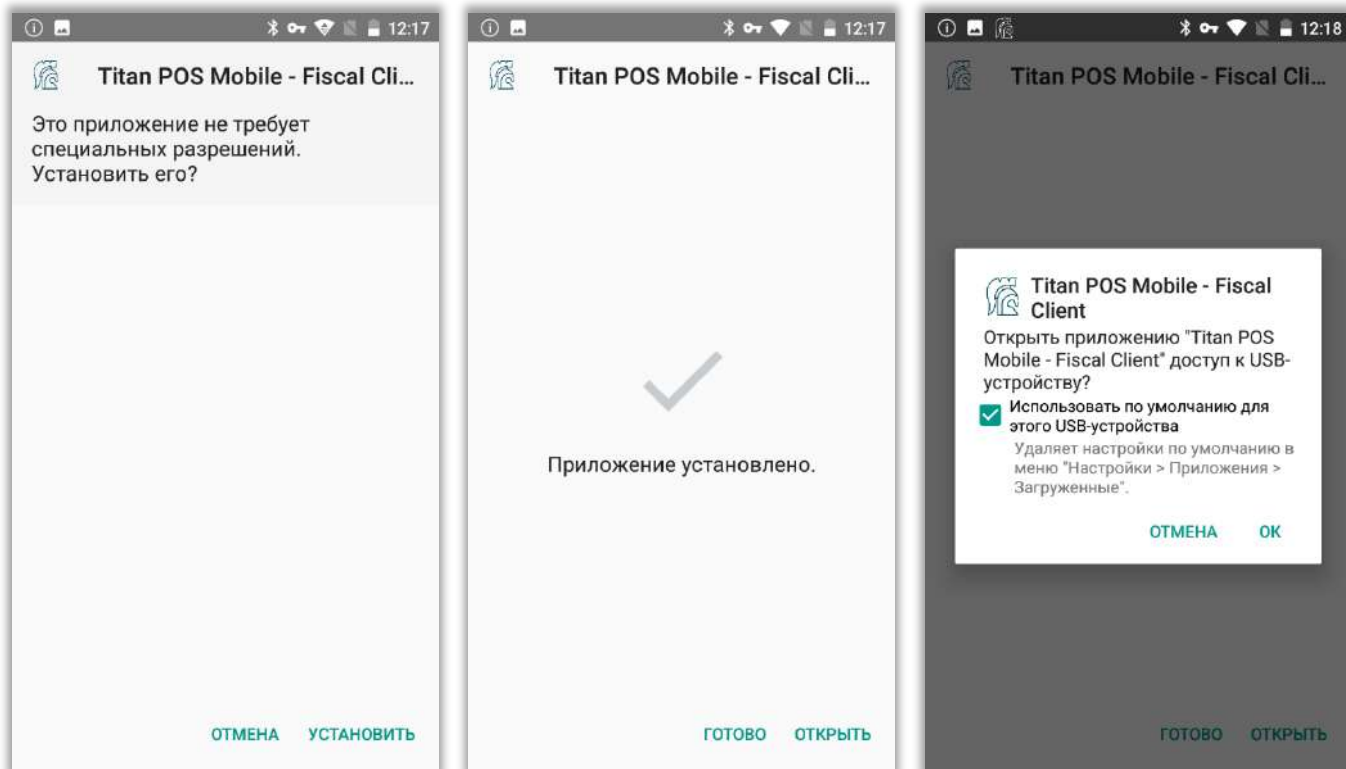 12:17
Titan POS Mobile - Fiscal Cli...
Это приложение не требует
специальных разрешений.
Установить его?
ОТМЕНА УСТАНОВИТЬ
12:17
Titan POS Mobile - Fiscal Cli...
Приложение установлено.
ГОТОВО ОТКРЫТЬ
12:18
Titan POS Mobile - Fiscal Cli...
Titan POS Mobile - Fiscal
Client
Открыть приложению "Titan POS
Mobile - Fiscal Client" доступ к USB-
устройству?
Использовать по умолчанию для
этого USB-устройства
Удаляет настройки по умолчанию в
меню "Настройки > Приложения >
Загруженные".
ОТМЕНА ОК
ГОТОВО ОТКРЫТЬ